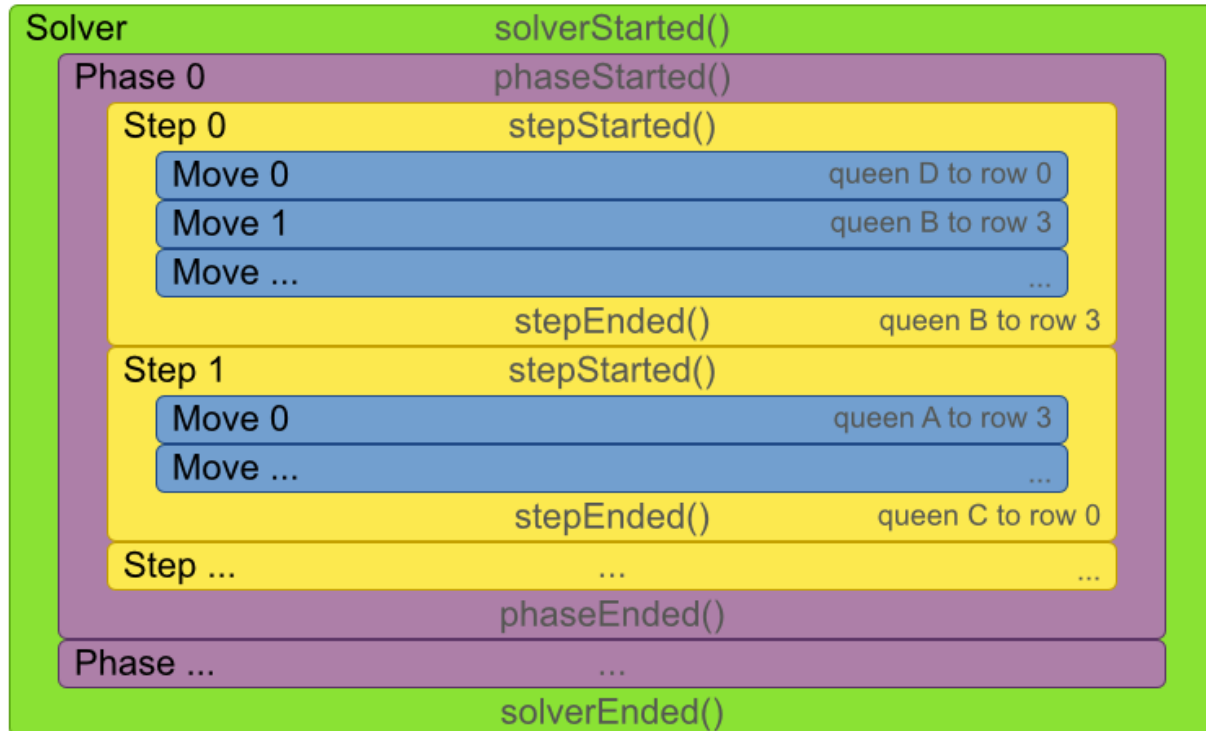 Solver solverStarted()
Phase 0 phaseStarted()
Step 0 stepStarted()
Move 0 queen D to row 0
Move 1 queen B to row 3
Move ... ...
stepEnded() queen B to row 3
Step 1 stepStarted()
Move 0 queen A to row 3
Move ... ...
stepEnded() queen C to row 0
Step ... ... ...
phaseEnded()
Phase ... ...
solverEnded()